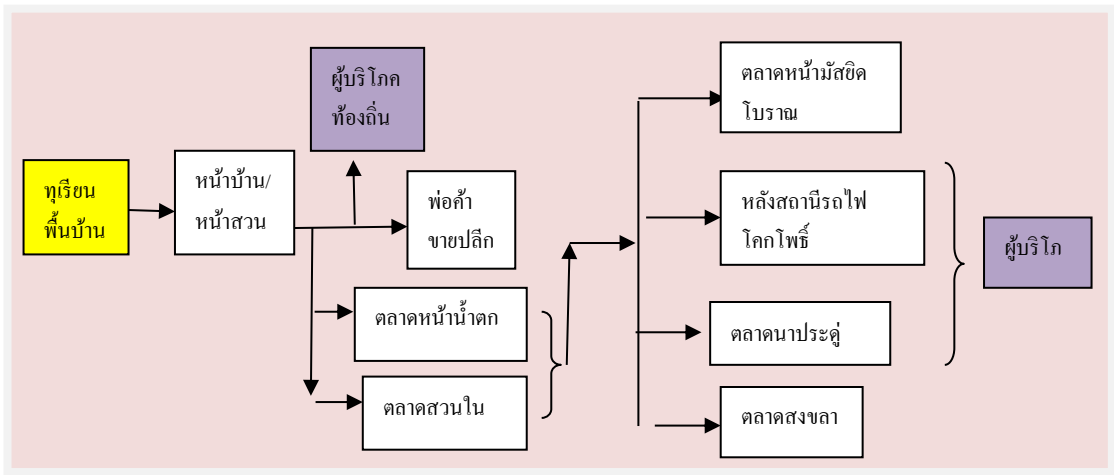 ทุเรียน
พื้นบ้าน
หน้าบ้าน/
หน้าสวน
ผู้บริโภค
ท้องถิ่น
พ่อค้า
ขายปลีก
ตลาดหน้าน้ำตก
ตลาดสวนใน
ตลาดหน้ามัสยิด
โบราณ
หลังสถานีรถไฟ
โคกโพธิ์
ตลาดนาประดู่
ตลาดสงขลา
ผู้บริโภ